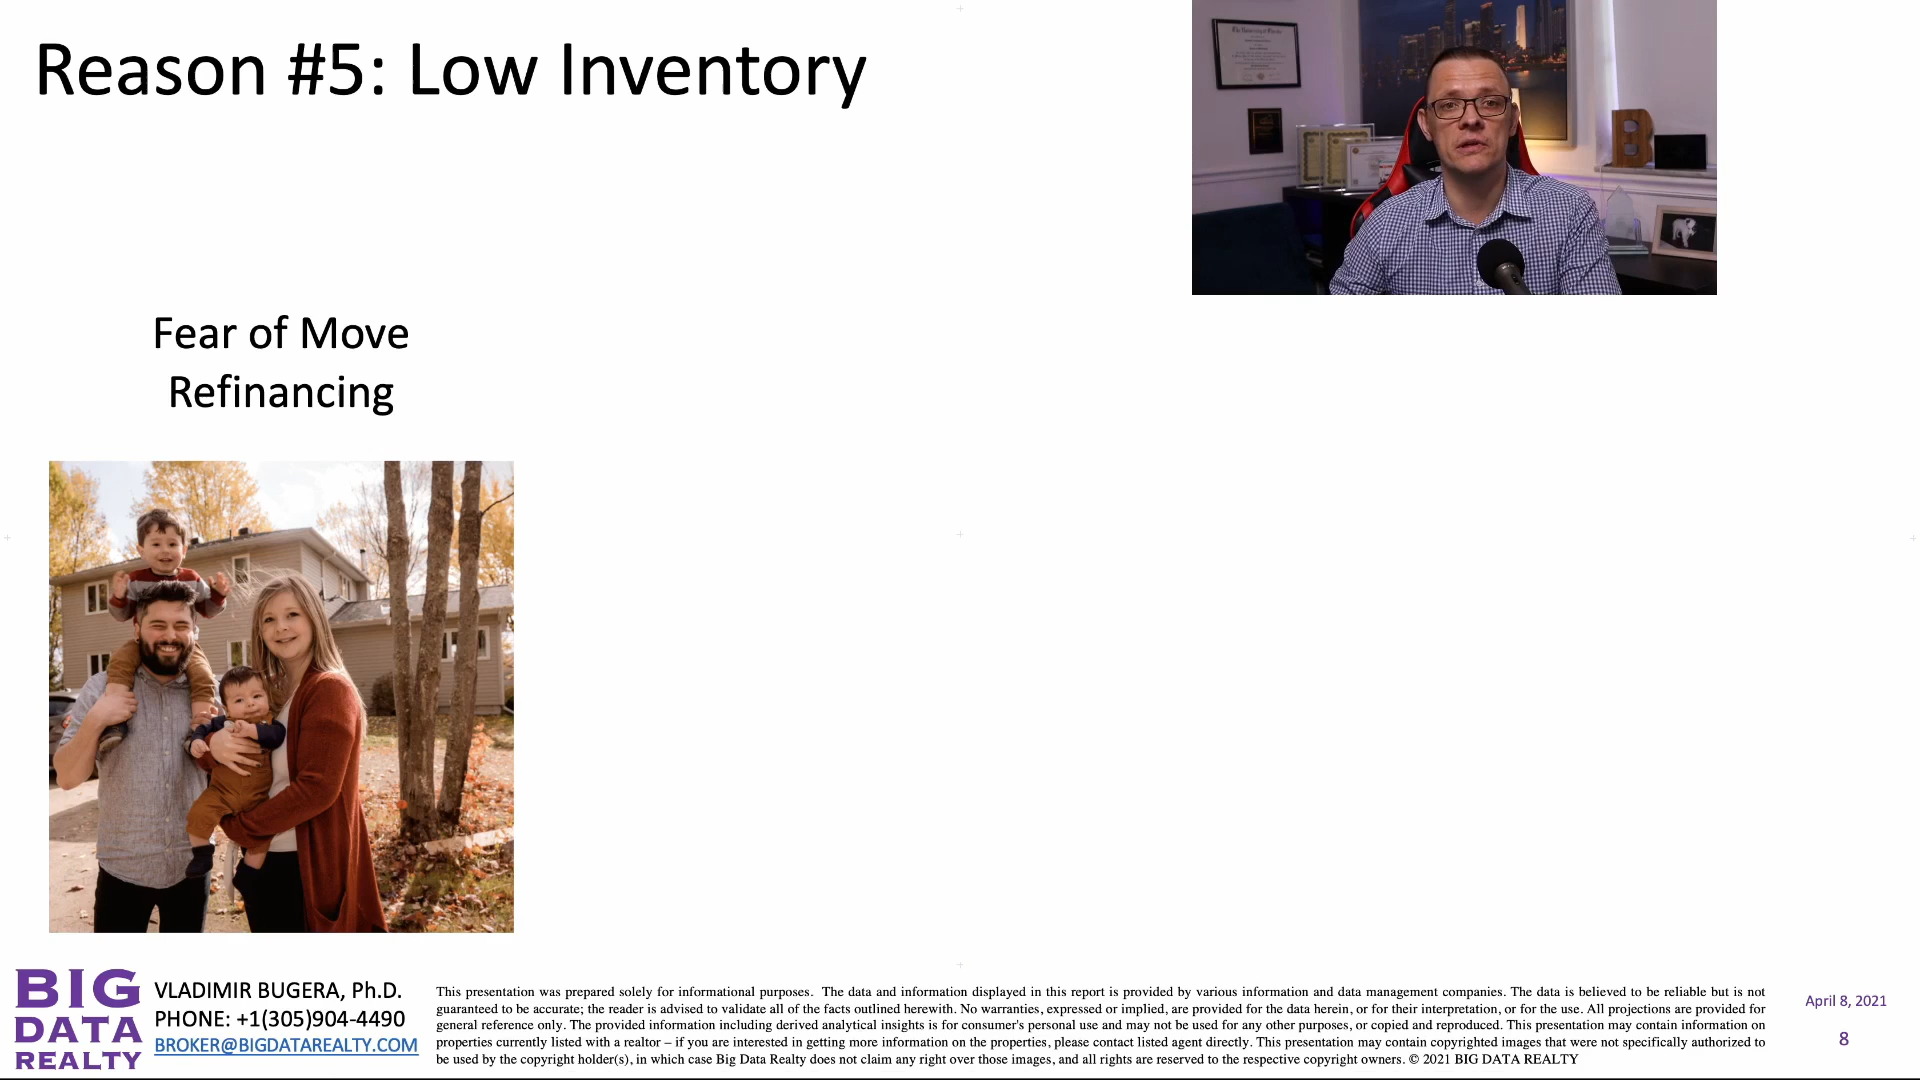 Reason #5: Low Inventory
Fear of Move
Refinancing
BIG
DATA
REALTY
VLADIMIR BUGERA, Ph.D.
PHONE: +1(305)904-4490
BROKER@BIGDATAREALTY.COM
This presentation was prepared solely for informational purposes.  The data and information displayed in this report is provided by various information and data management companies. The data is believed to be reliable but is not
guaranteed to be accurate; the reader is advised to validate all of the facts outlined herewith. No warranties, expressed or implied, are provided for the data herein, or for their interpretation, or for the use. All projections are provided for
general reference only. The provided information including derived analytical insights is for consumer's personal use and may not be used for any other purposes, or copied and reproduced. This presentation may contain information on
properties currently listed with a realtor – if you are interested in getting more information on the properties, please contact listed agent directly. This presentation may contain copyrighted images that were not specifically authorized to
be used by the copyright holder(s), in which case Big Data Realty does not claim any right over those images, and all rights are reserved to the respective copyright owners. © 2021 BIG DATA REALTY
April 8, 2021
8